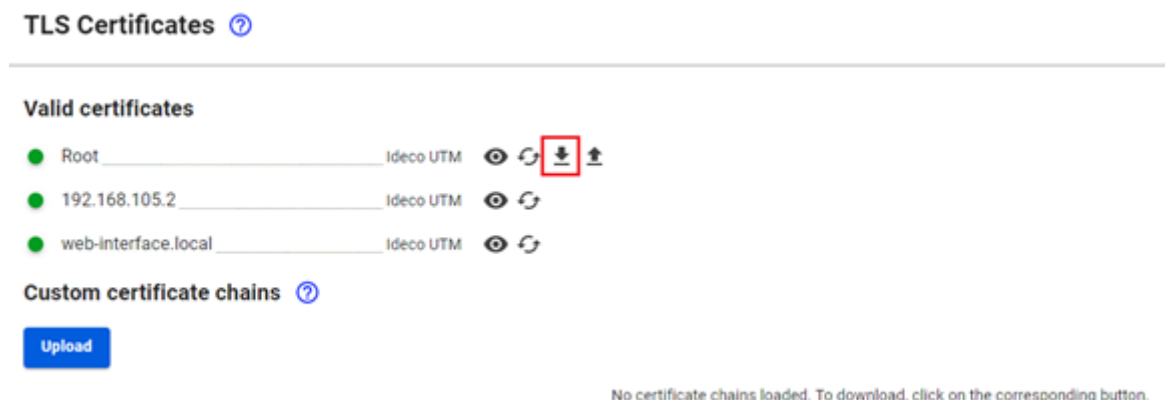 TLS Certificates ?
Valid certificates
Root Ideco UTM
192.168.105.2 Ideco UTM
web-interface.local Ideco UTM
Custom certificate chains ?
Upload
No certificate chains loaded. To download, click on the corresponding button.